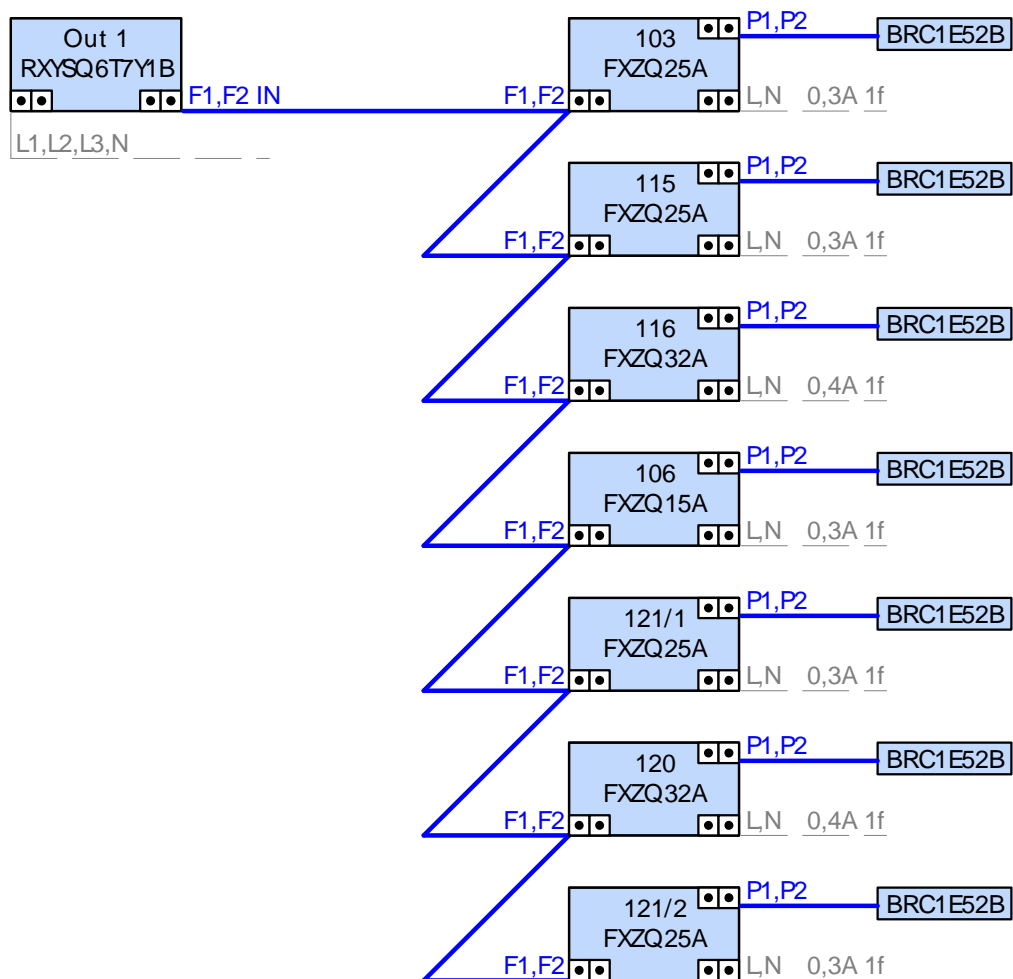 Out 1
RXYSQ6T7Y1B
F1,F2 IN
L1,L2,L3,N
P1,P2
BRC1E52B
103
FXZQ25A
F1,F2
L,N 0,3A 1f
P1,P2
BRC1E52B
115
FXZQ25A
F1,F2
L,N 0,3A 1f
P1,P2
BRC1E52B
116
FXZQ32A
F1,F2
L,N 0,4A 1f
P1,P2
BRC1E52B
106
FXZQ15A
F1,F2
L,N 0,3A 1f
P1,P2
BRC1E52B
121/1
FXZQ25A
F1,F2
L,N 0,3A 1f
P1,P2
BRC1E52B
120
FXZQ32A
F1,F2
L,N 0,4A 1f
P1,P2
BRC1E52B
121/2
FXZQ25A
F1,F2
L,N 0,3A 1f